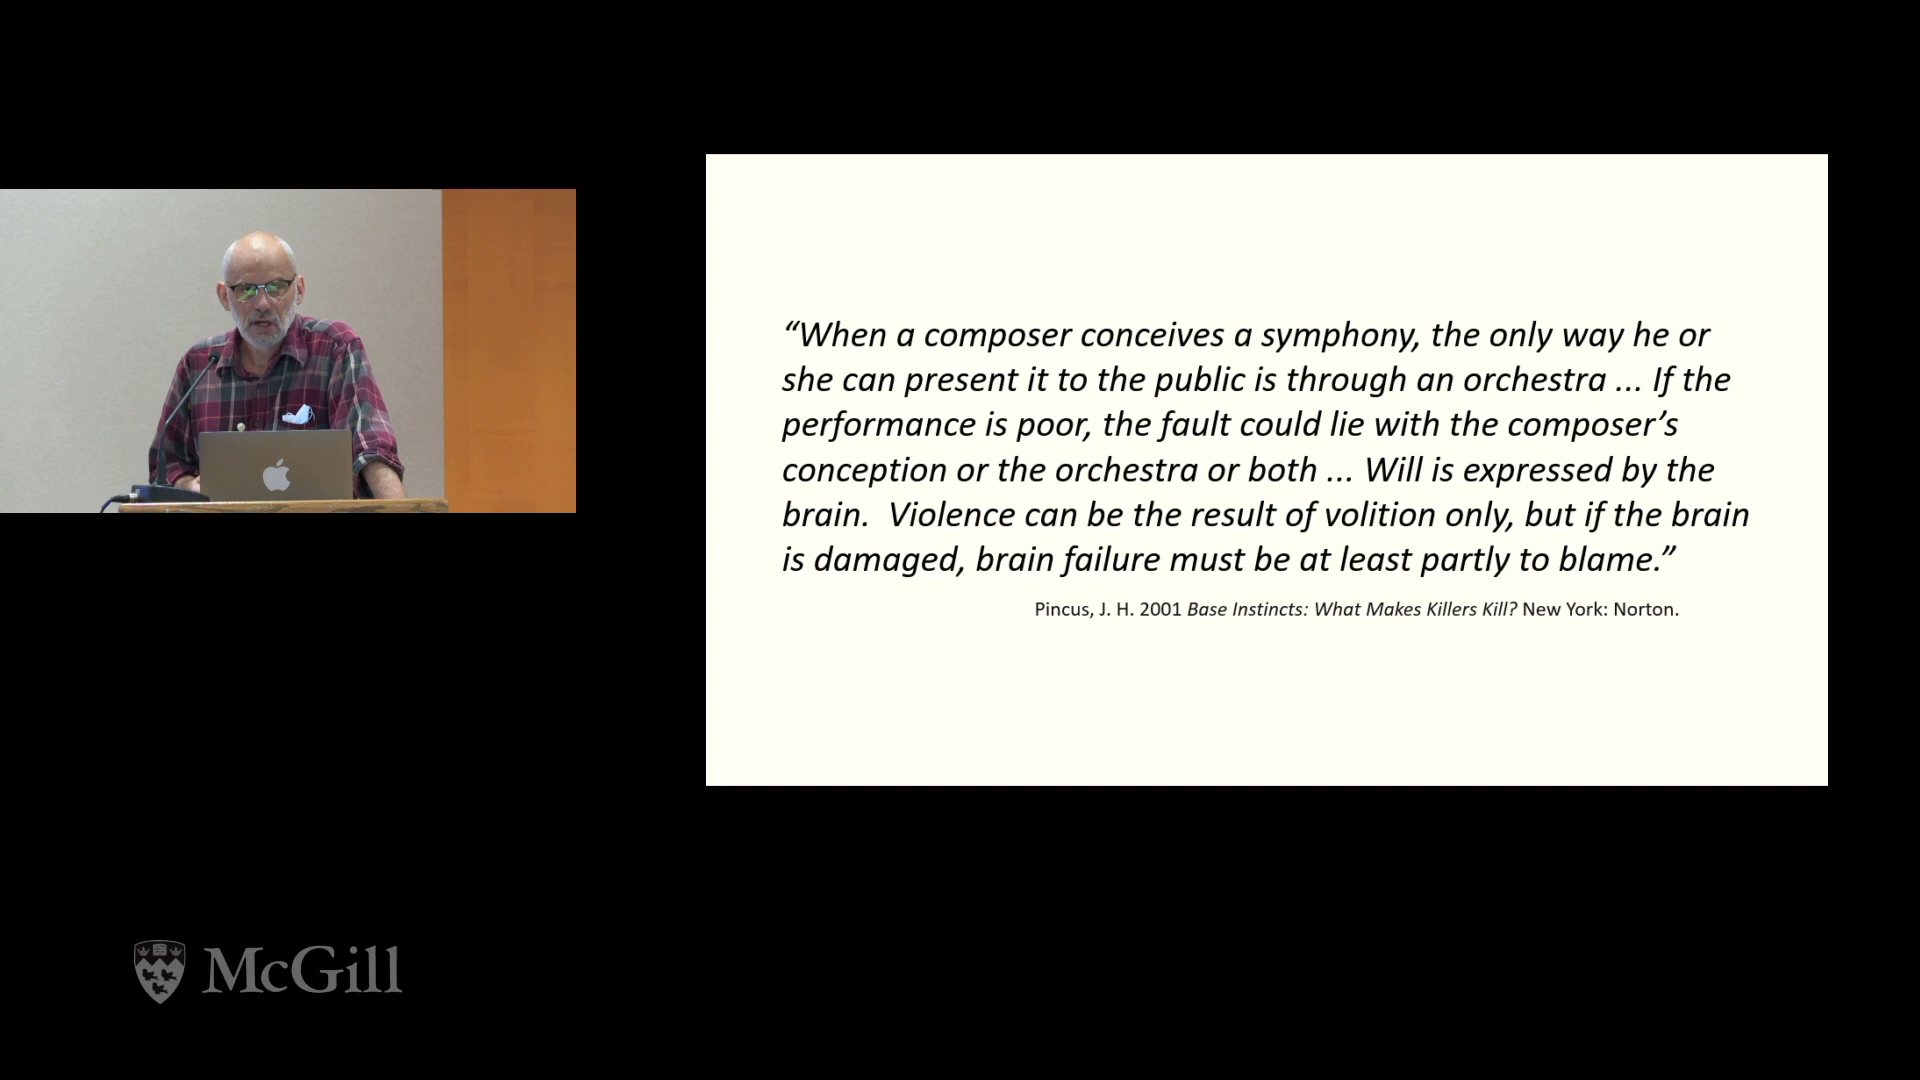 “When a composer conceives a symphony, the only way he or
she can present it to the public is through an orchestra ... If the
performance is poor, the fault could lie with the composer’s
conception or the orchestra or both ... Will is expressed by the
brain.  Violence can be the result of volition only, but if the brain
is damaged, brain failure must be at least partly to blame.”
Pincus, J. H. 2001 Base Instincts: What Makes Killers Kill? New York: Norton.
McGill